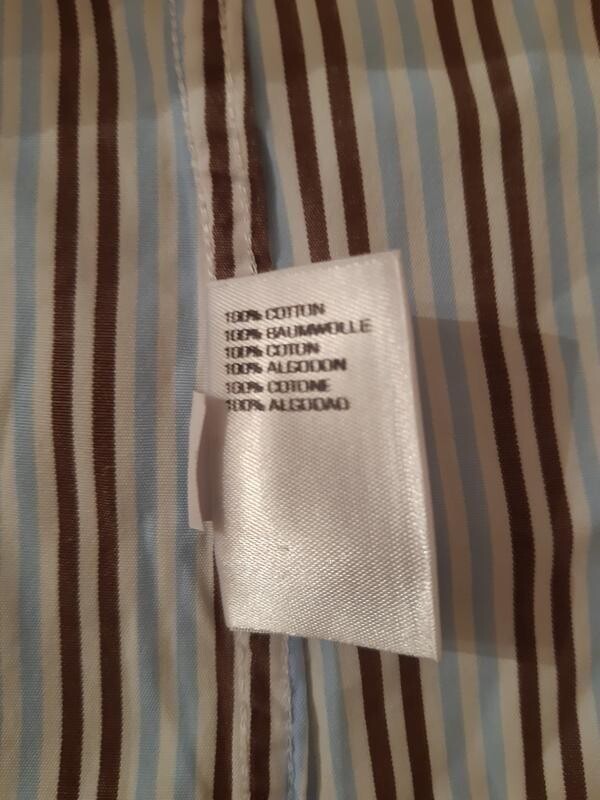 100% COTTON
100% BAUMWOLLE
100% COTON
100% ALGODON
100% COTONE
100% ALGODAO